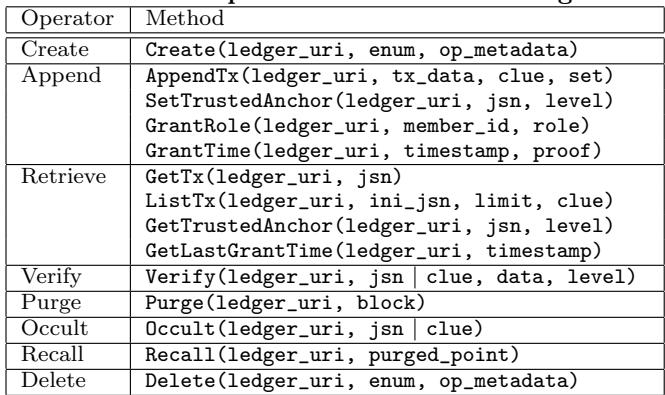 Operator Method
Create Create(ledger_uri, enum, op_metadata)
Append AppendTx(ledger_uri, tx_data, clue, set)
SetTrustedAnchor(ledger_uri, jsn, level)
GrantRole(ledger_uri, member_id, role)
GrantTime(ledger_uri, timestamp, proof)
Retrieve GetTx(ledger_uri, jsn)
ListTx(ledger_uri, ini_jsn, limit, clue)
GetTrustedAnchor(ledger_uri, jsn, level)
GetLastGrantTime(ledger_uri, timestamp)
Verify Verify(ledger_uri, jsn | clue, data, level)
Purge Purge(ledger_uri, block)
Occult Occult(ledger_uri, jsn | clue)
Recall Recall(ledger_uri, purged_point)
Delete Delete(ledger_uri, enum, op_metadata)